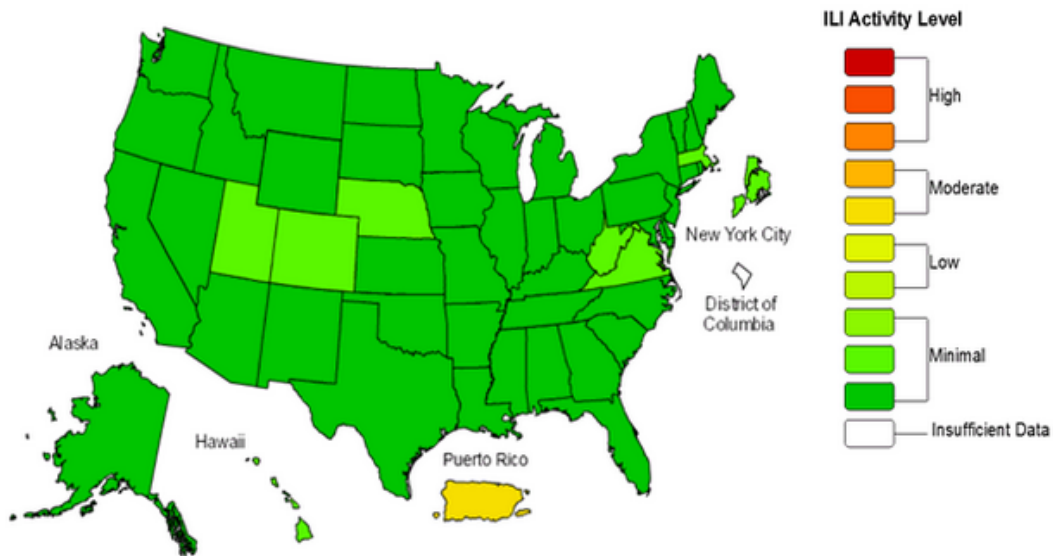 ILI Activity Level
High
Moderate
Low
Minimal
Insufficient Data
New York City
District of
Columbia
Alaska
Hawaii
Puerto Rico